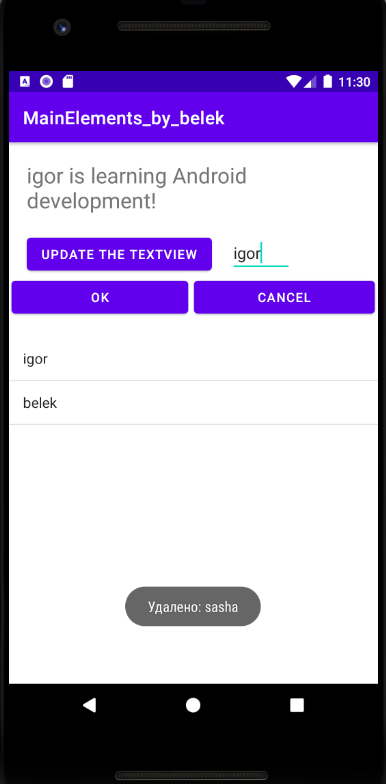 11:30
MainElements_by_belek
igor is learning Android
development!
UPDATE THE TEXTVIEW igor
OK CANCEL
igor
belek
Удалено: sasha